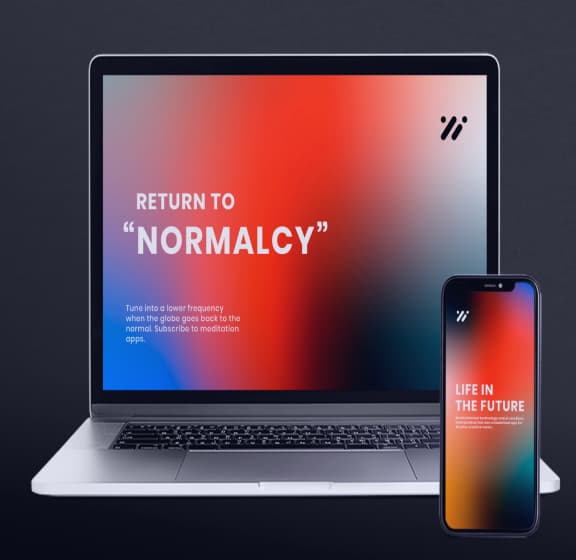 RETURN TO
“NORMALCY”
Tune into a lower frequency
when the globe goes back to the
normal. Subscribe to meditation
apps.
LIFE IN
THE FUTURE